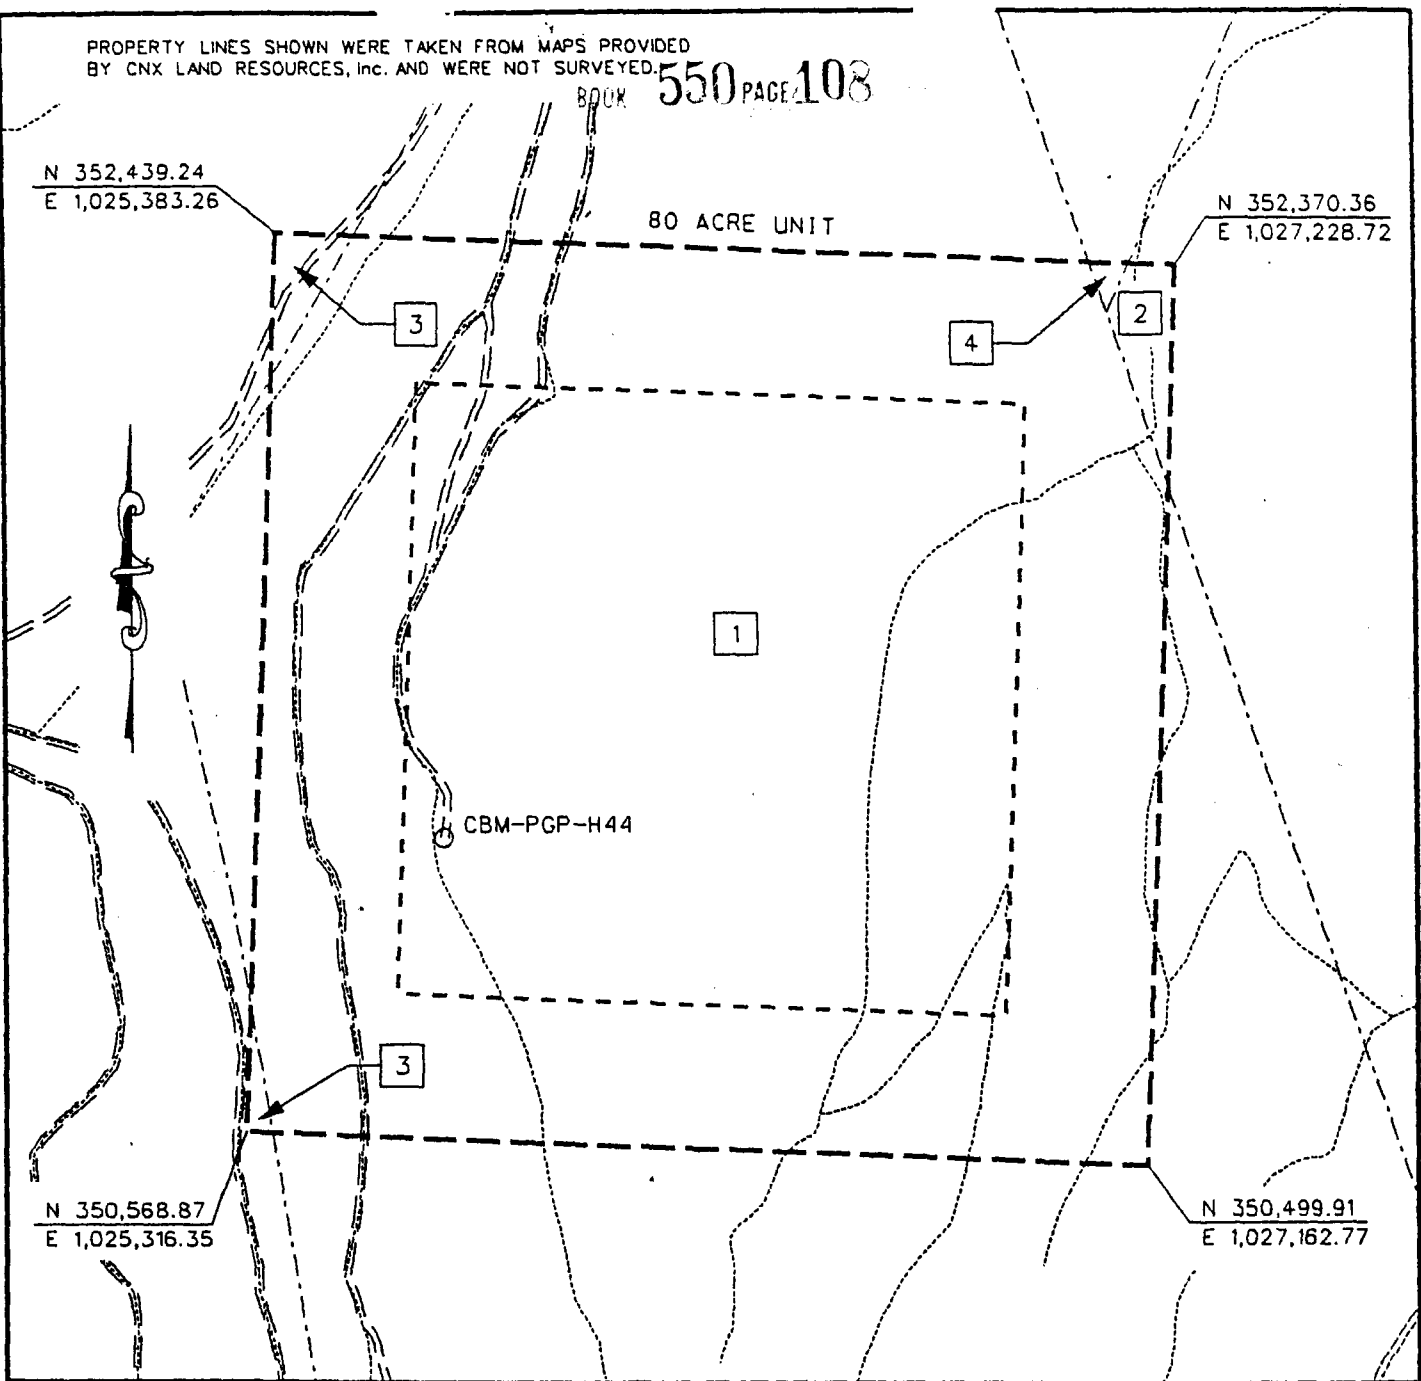 PROPERTY LINES SHOWN WERE TAKEN FROM MAPS PROVIDED
BY CNX LAND RESOURCES, Inc. AND WERE NOT SURVEYED.
BOOK 550 PAGE 108
N 352,439.24
E 1,025,383.26
80 ACRE UNIT
N 352,370.36
E 1,027,228.72
3
4
2
1
CBM-PGP-H44
3
N 350,568.87
E 1,025,316.35
N 350,499.91
E 1,027,162.77